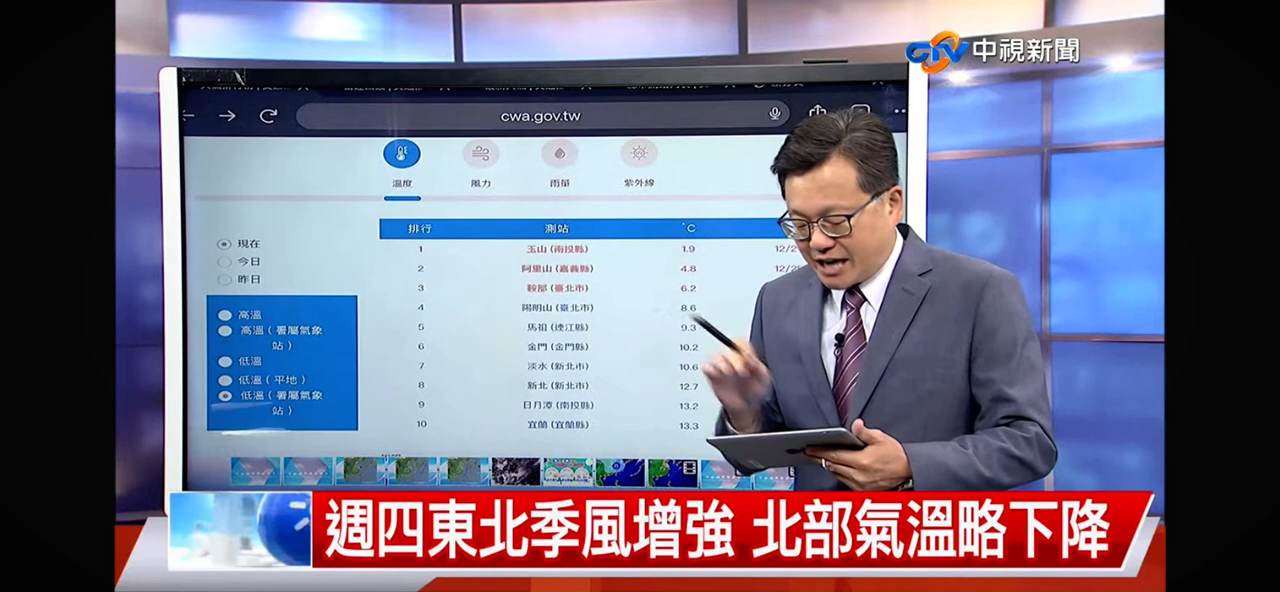 CTV 中視新聞
cwa.gov.tw
溫度 風力 雨量 紫外線
排行 測站 ˚C
現在
今日
昨日
高溫
高溫（署屬氣象站）
低溫
低溫（平地）
低溫（署屬氣象站）
1 玉山（南投縣） 1.9
2 阿里山（嘉義縣） 4.8
3 鞍部（臺北市） 6.2
4 陽明山（臺北市） 8.6
5 馬祖（連江縣） 9.3
6 金門（金門縣） 10.2
7 淡水（新北市） 10.6
8 新北（新北市） 12.7
9 日月潭（南投縣） 13.2
10 宜蘭（宜蘭縣） 13.3
週四東北季風增強 北部氣溫略下降